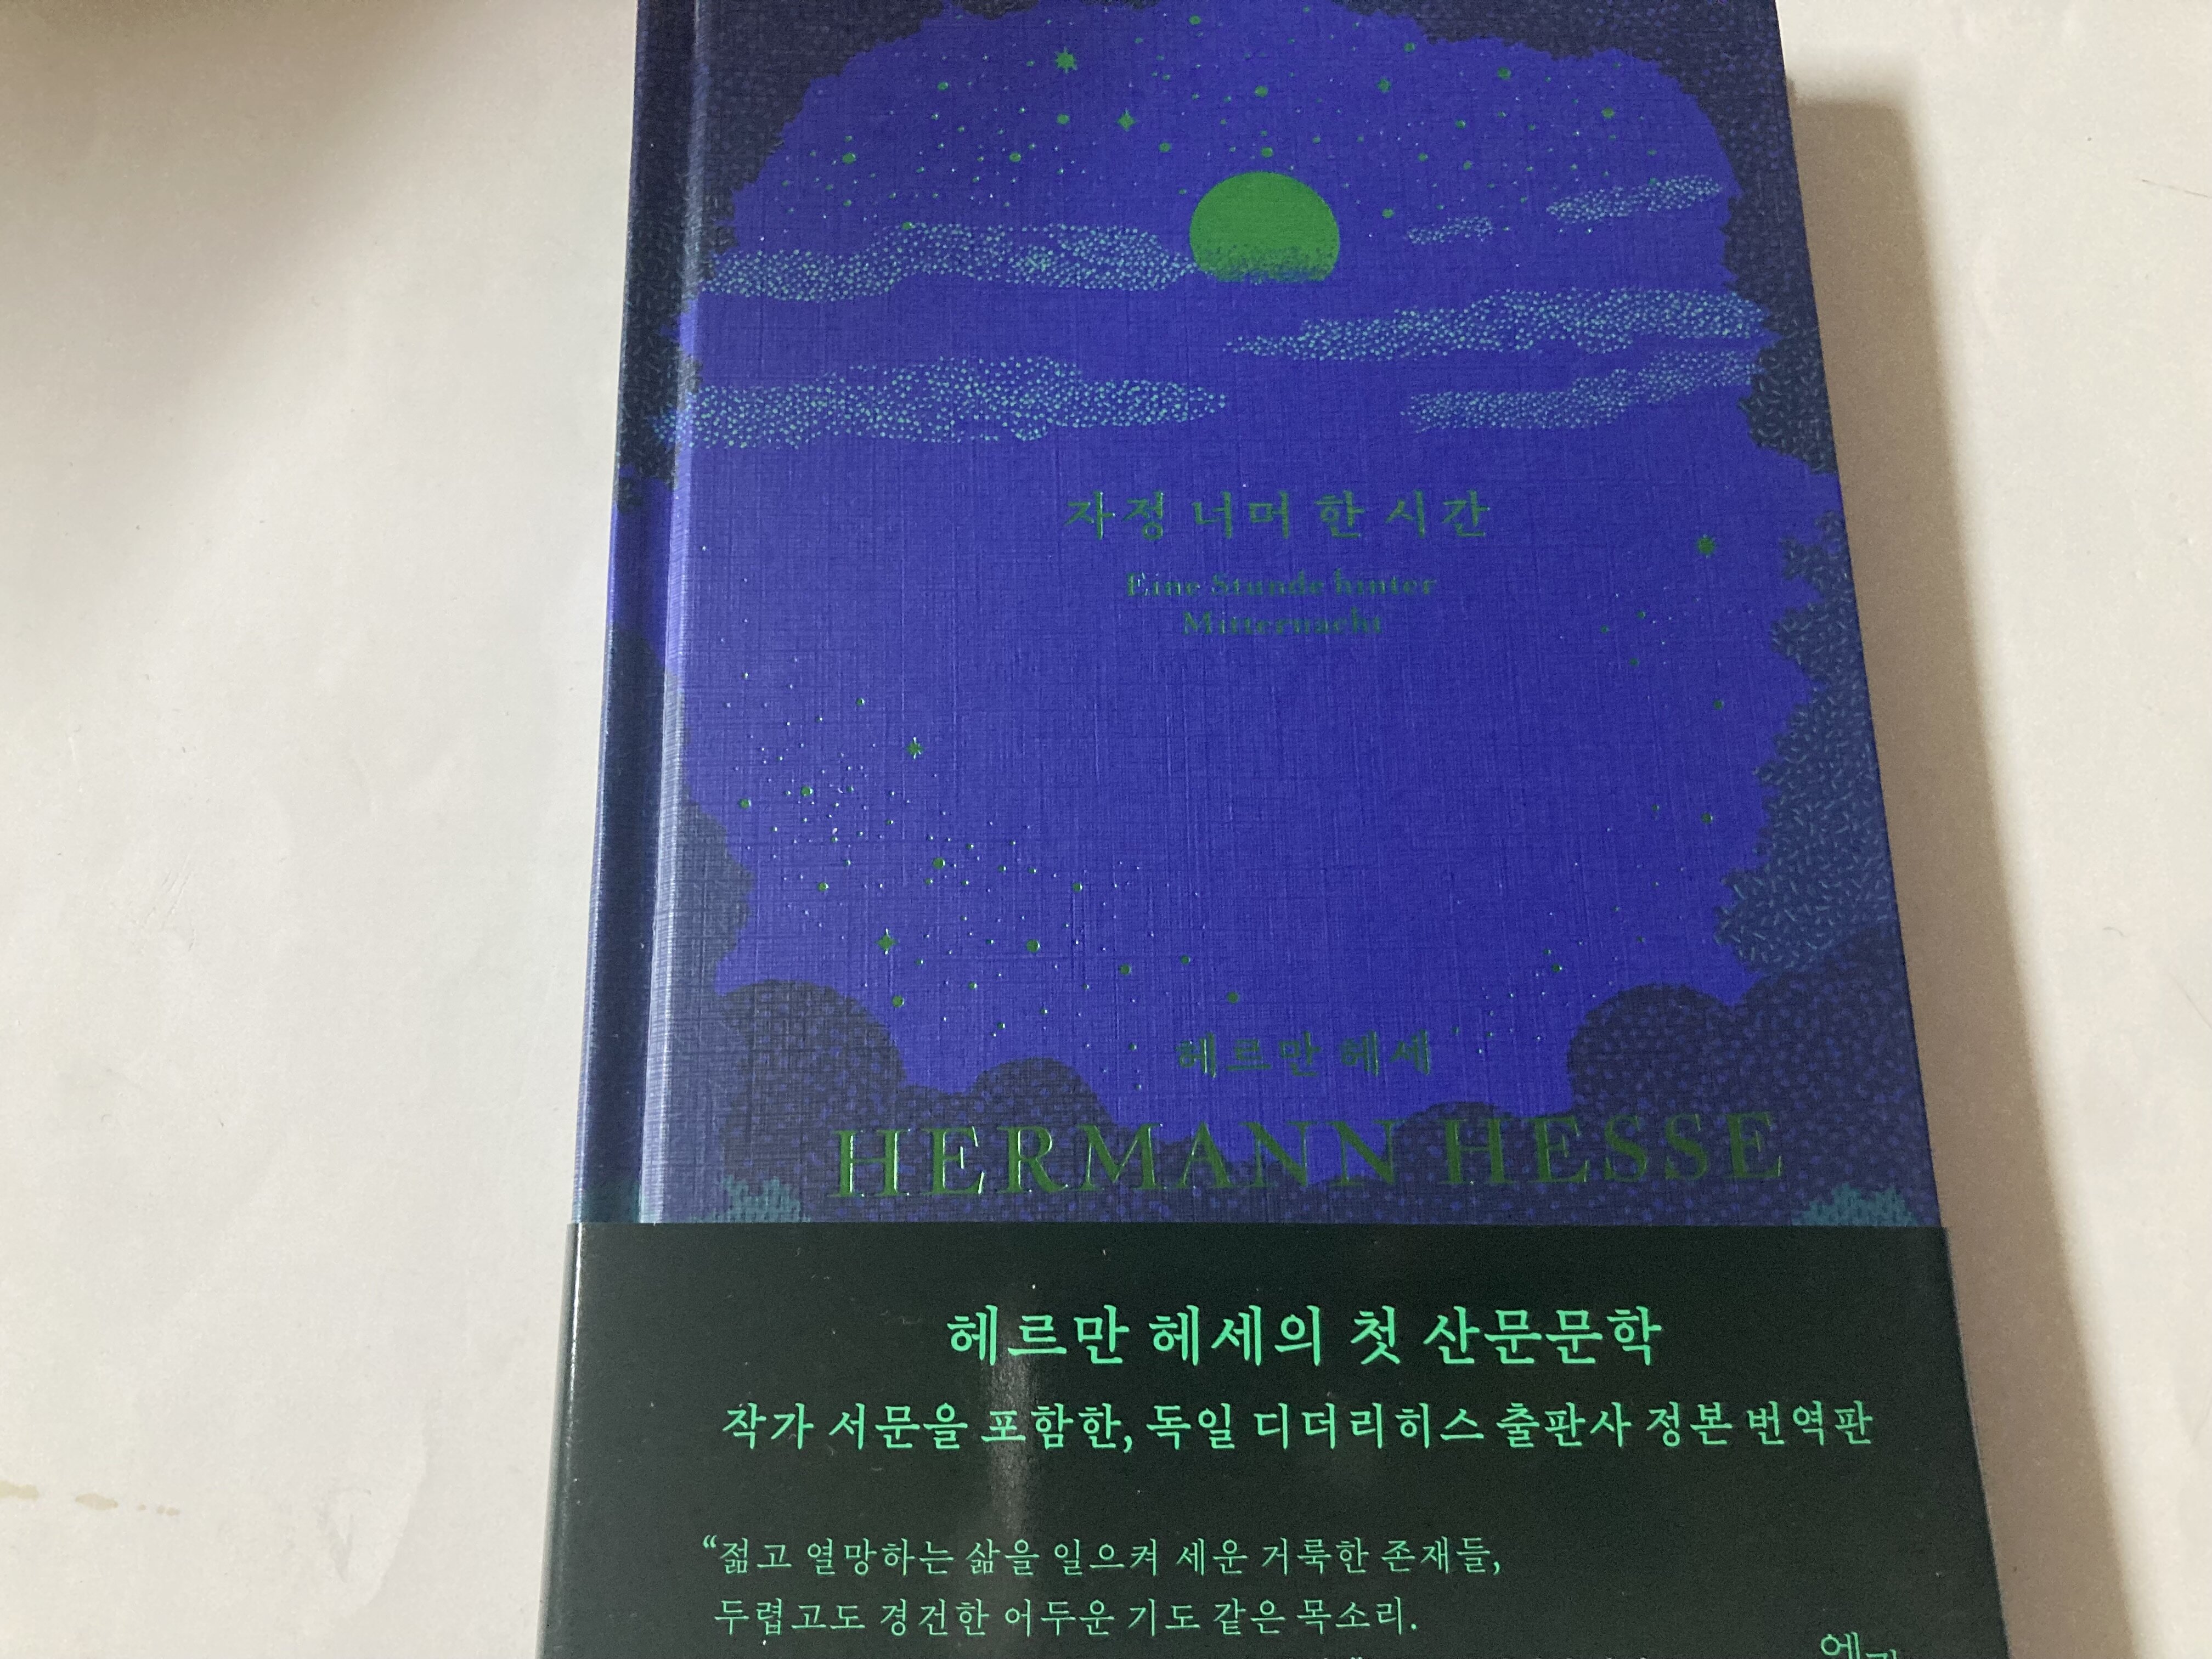 자정 너머 한 시간
Eine Stunde hinter
Mitternacht
헤르만 헤세
HERMANN HESSE
헤르만 헤세의 첫 산문문학
작가 서문을 포함한, 독일 디더리히스 출판사 정본 번역판
“젊고 열망하는 삶을 일으켜 세운 거룩한 존재들,
두렵고도 경건한 어두운 기도 같은 목소리.